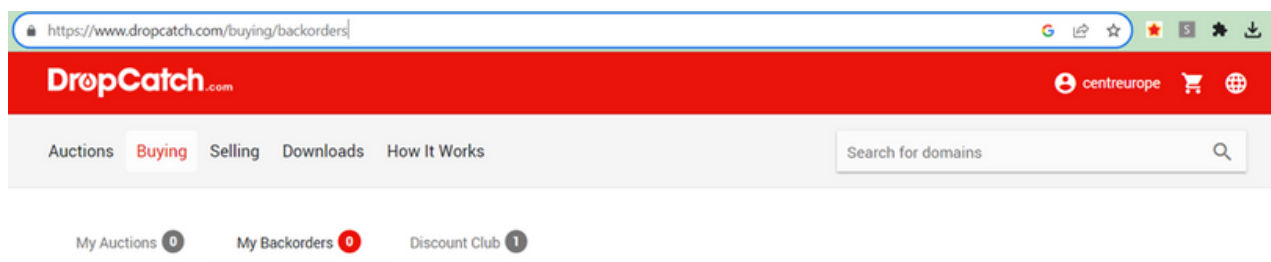 https://www.dropcatch.com/buying/backorders
DropCatch.com
centreurope
Auctions Buying Selling Downloads How It Works
Search for domains
My Auctions 0 My Backorders 0 Discount Club 1